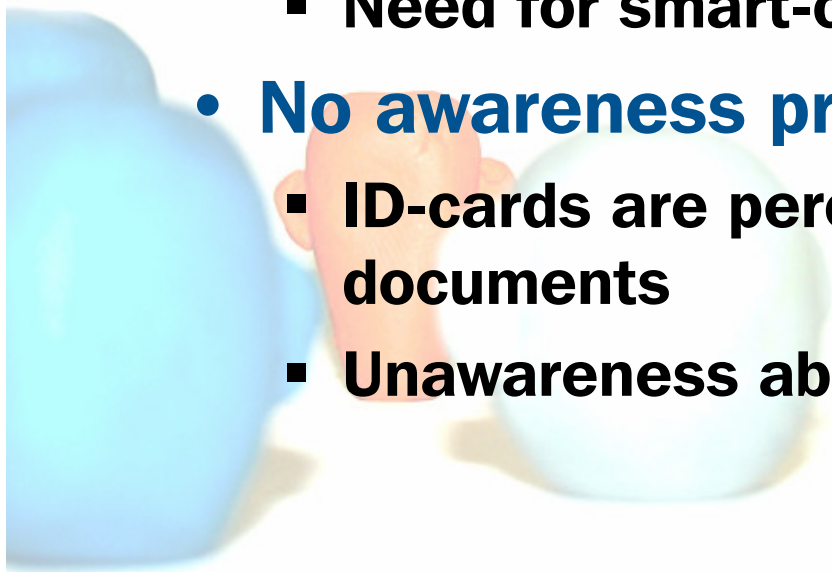 ▪ Need for smart-c
• No awareness pr
▪ ID-cards are perc
documents
▪ Unawareness ab